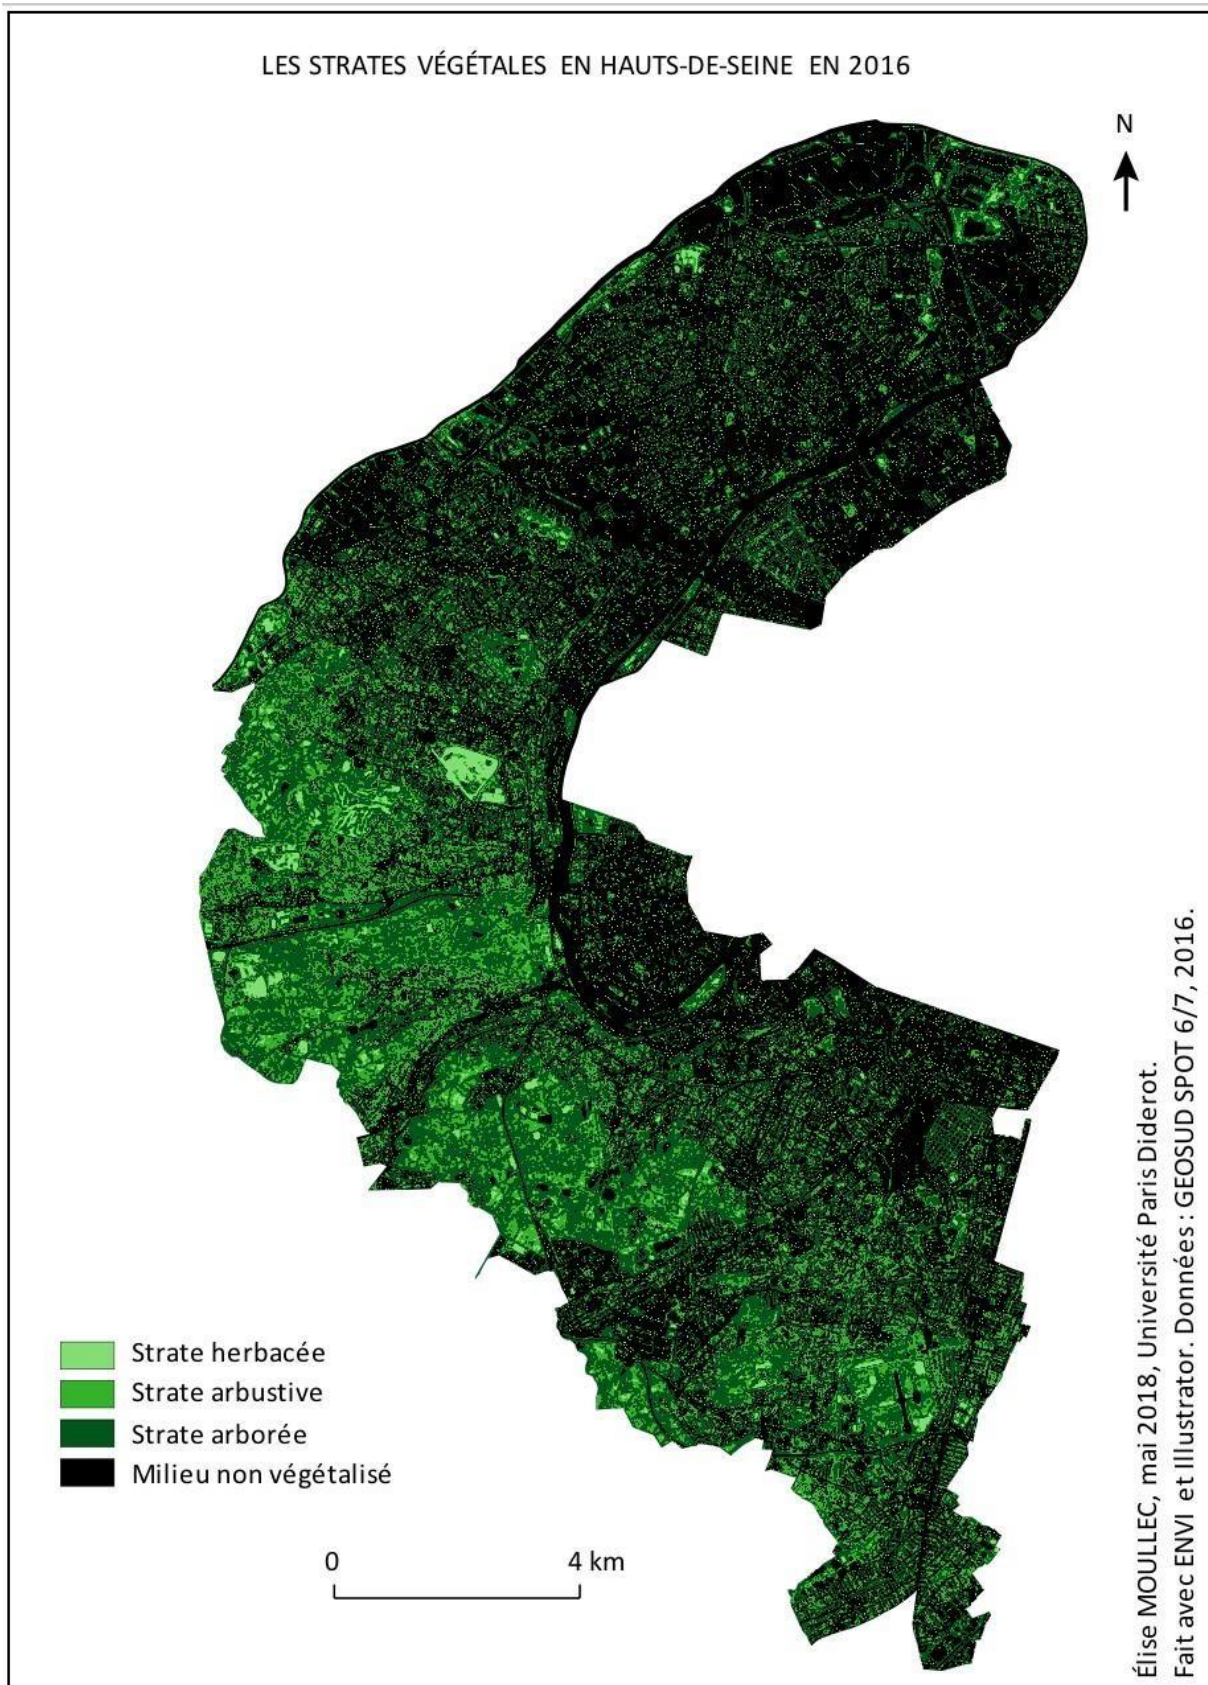 LES STRATES VÉGÉTALES EN HAUTS-DE-SEINE EN 2016
N
Strate herbacée
Strate arbustive
Strate arborée
Milieu non végétalisé
0 4 km
Élise MOULLEC, mai 2018, Université Paris Diderot.
Fait avec ENVI et Illustrator. Données : GEOSUD SPOT 6/7, 2016.